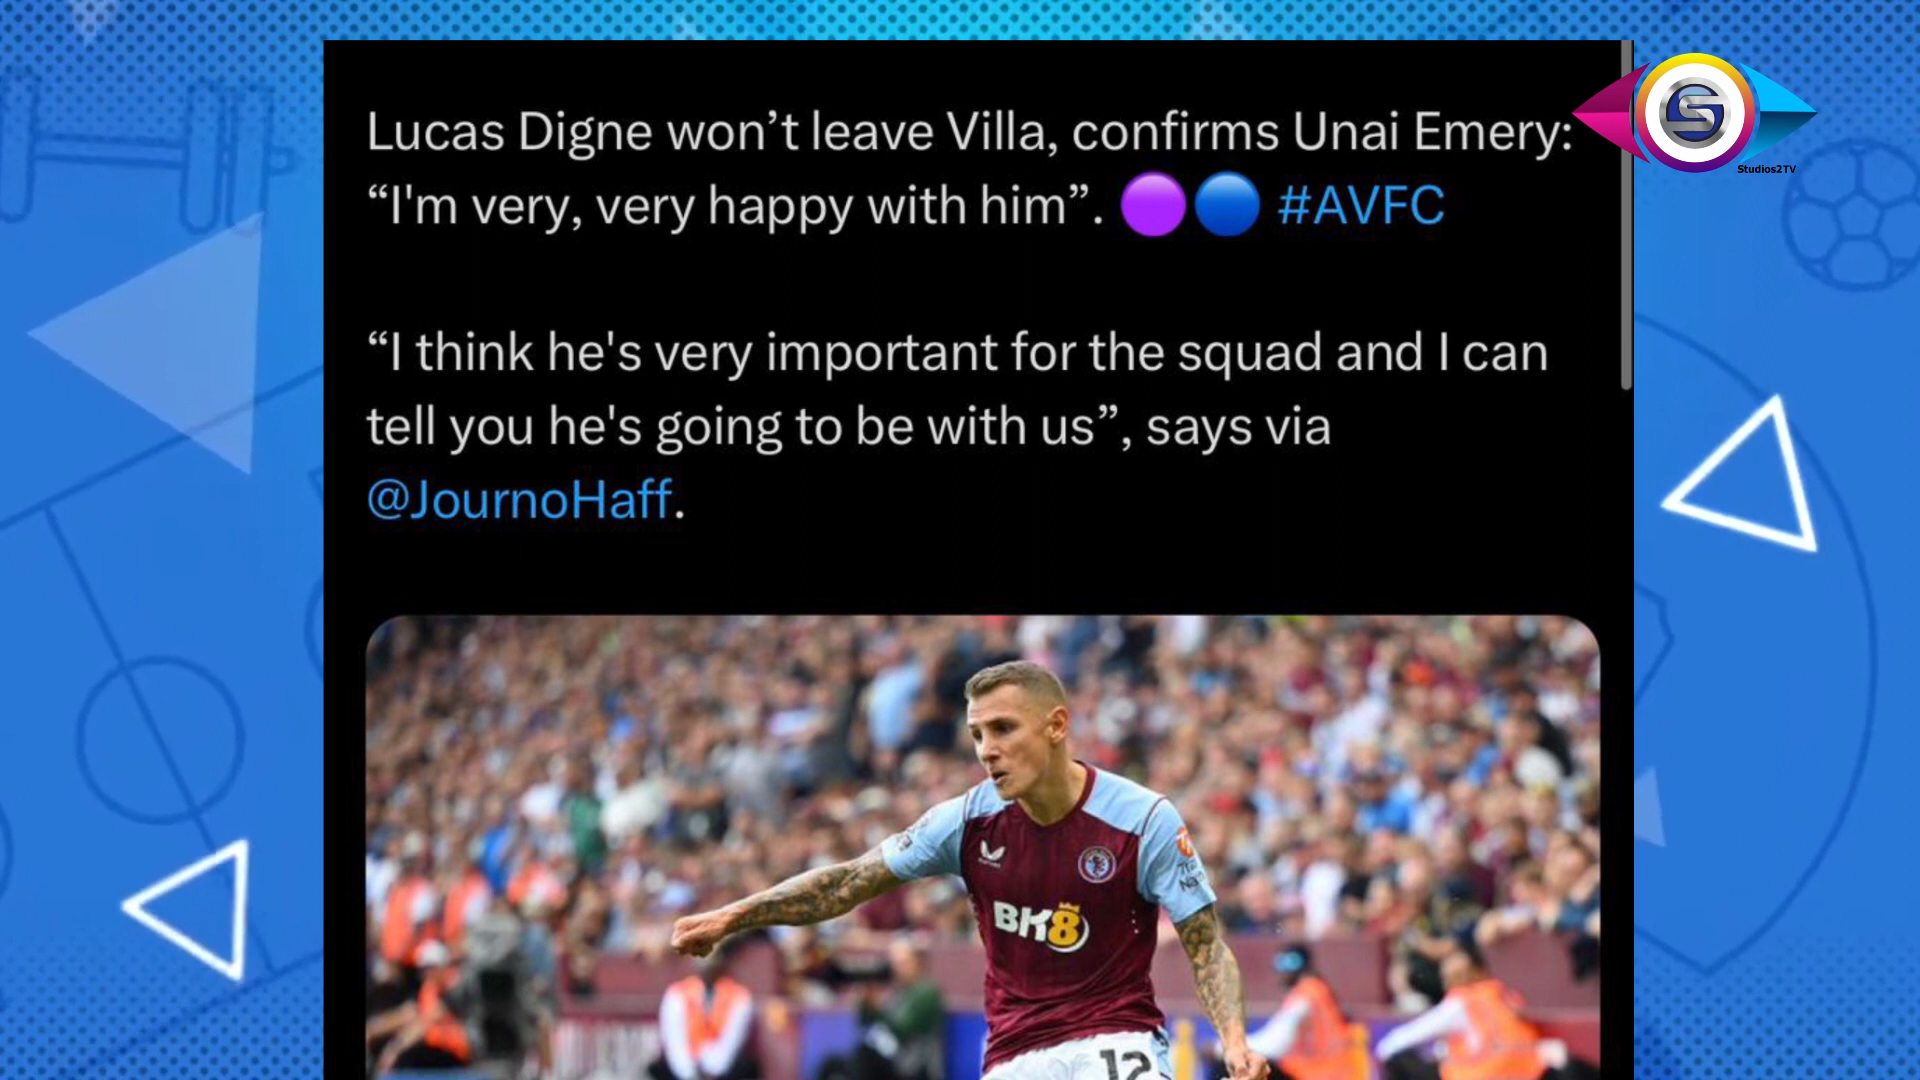 Lucas Digne won’t leave Villa, confirms Unai Emery:
“I'm very, very happy with him”. 🟣🔵 #AVFC
“I think he's very important for the squad and I can
tell you he's going to be with us”, says via
@JournoHaff.
Studios2TV
BK8
12